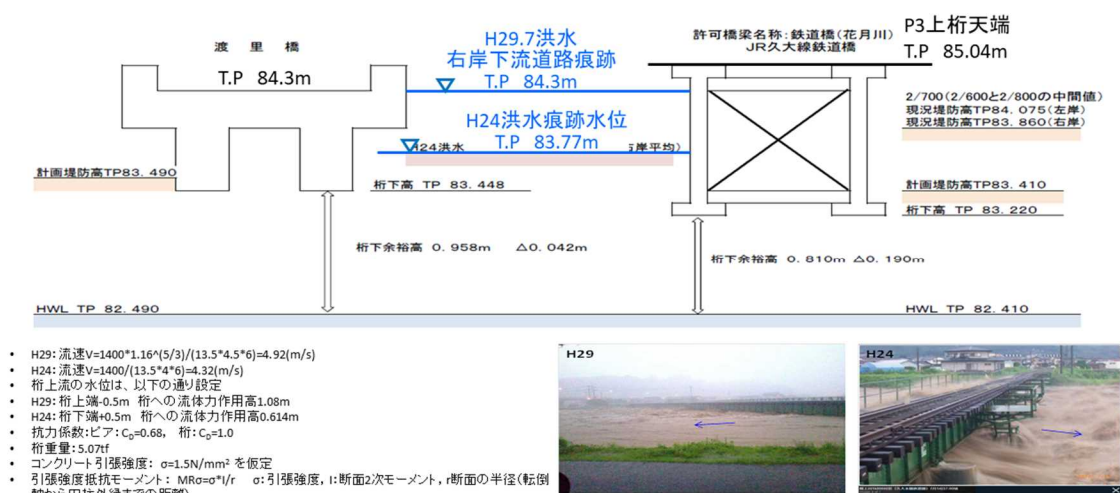 渡 里 橋
T.P 84.3m
H29.7洪水
右岸下流道路痕跡
T.P 84.3m
H24洪水痕跡水位
T.P 83.77m
H24洪水
岸平均)
許可橋梁名称:鉄道橋(花月川)
JR久大線鉄道橋
P3上桁天端
T.P 85.04m
2/700(2/600と2/800の中間値)
現況堤防高TP84.075(左岸)
現況堤防高TP83.860(右岸)
計画堤防高TP83.490
桁下高 TP 83.448
計画堤防高TP83.410
桁下高 TP 83.220
桁下余裕高 0.958m △0.042m
桁下余裕高 0.810m △0.190m
HWL TP 82.490
HWL TP 82.410
• H29:流速V=1400*1.16^(5/3)/(13.5*4.5*6)=4.92(m/s)
• H24:流速V=1400/(13.5*4*6)=4.32(m/s)
• 桁上流の水位は、以下の通り設定
• H29:桁上端-0.5m 桁への流体力作用高1.08m
• H24:桁下端+0.5m 桁への流体力作用高0.614m
• 抗力係数:ピア:CD=0.68, 桁:CD=1.0
• 桁重量:5.07tf
• コンクリート引張強度: σ=1.5N/mm² を仮定
• 引張強度抵抗モーメント: MRσ=σ*I/r σ:引張強度,I:断面2次モーメント,r断面の半径(転倒
H29
H24